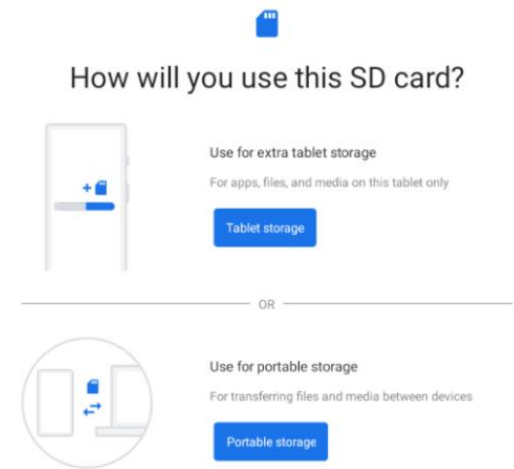 How will you use this SD card?
Use for extra tablet storage
For apps, files, and media on this tablet only
Tablet storage
OR
Use for portable storage
For transferring files and media between devices
Portable storage